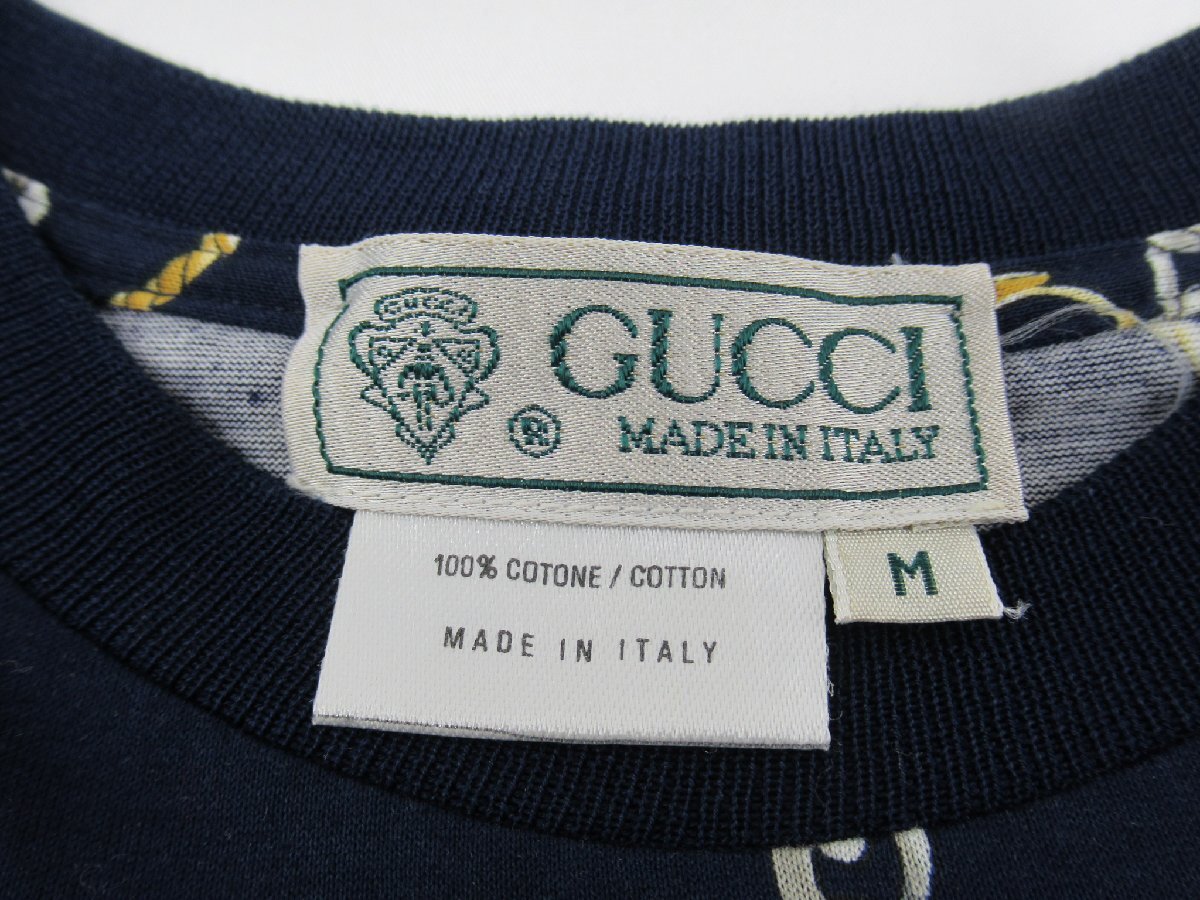 GUCCI
GUCCI
®
MADE IN ITALY
100% COTONE / COTTON
MADE IN ITALY
M